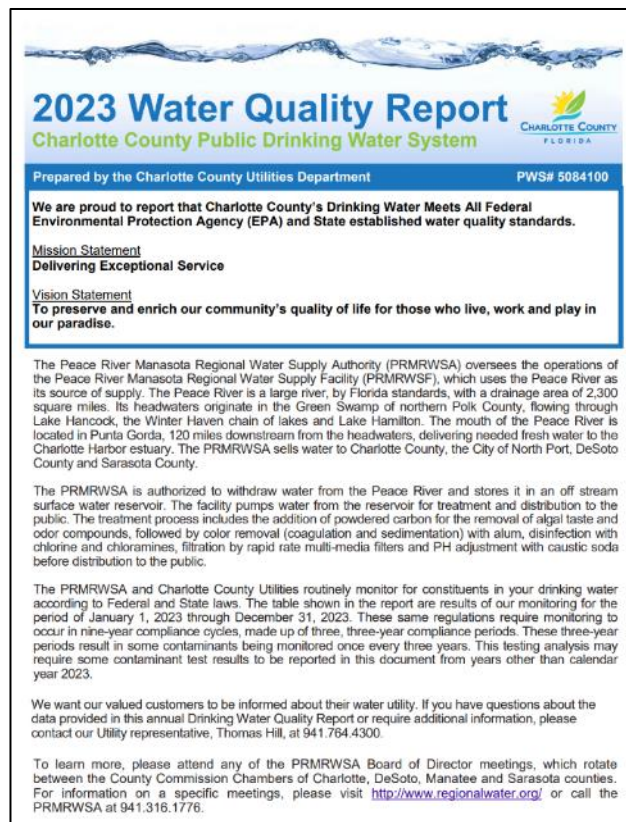 2023 Water Quality Report
Charlotte County Public Drinking Water System
CHARLOTTE COUNTY
FLORIDA
Prepared by the Charlotte County Utilities Department PWS# 5084100
We are proud to report that Charlotte County's Drinking Water Meets All Federal
Environmental Protection Agency (EPA) and State established water quality standards.
Mission Statement
Delivering Exceptional Service
Vision Statement
To preserve and enrich our community's quality of life for those who live, work and play in
our paradise.
The Peace River Manasota Regional Water Supply Authority (PRMRWSA) oversees the operations of
the Peace River Manasota Regional Water Supply Facility (PRMRWSF), which uses the Peace River as
its source of supply. The Peace River is a large river, by Florida standards, with a drainage area of 2,300
square miles. Its headwaters originate in the Green Swamp of northern Polk County, flowing through
Lake Hancock, the Winter Haven chain of lakes and Lake Hamilton. The mouth of the Peace River is
located in Punta Gorda, 120 miles downstream from the headwaters, delivering needed fresh water to the
Charlotte Harbor estuary. The PRMRWSA sells water to Charlotte County, the City of North Port, DeSoto
County and Sarasota County.
The PRMRWSA is authorized to withdraw water from the Peace River and stores it in an off stream
surface water reservoir. The facility pumps water from the reservoir for treatment and distribution to the
public. The treatment process includes the addition of powdered carbon for the removal of algal taste and
odor compounds, followed by color removal (coagulation and sedimentation) with alum, disinfection with
chlorine and chloramines, filtration by rapid rate multi-media filters and PH adjustment with caustic soda
before distribution to the public.
The PRMRWSA and Charlotte County Utilities routinely monitor for constituents in your drinking water
according to Federal and State laws. The table shown in the report are results of our monitoring for the
period of January 1, 2023 through December 31, 2023. These same regulations require monitoring to
occur in nine-year compliance cycles, made up of three, three-year compliance periods. These three-year
periods result in some contaminants being monitored once every three years. This testing analysis may
require some contaminant test results to be reported in this document from years other than calendar
year 2023.
We want our valued customers to be informed about their water utility. If you have questions about the
data provided in this annual Drinking Water Quality Report or require additional information, please
contact our Utility representative, Thomas Hill, at 941.764.4300.
To learn more, please attend any of the PRMRWSA Board of Director meetings, which rotate
between the County Commission Chambers of Charlotte, DeSoto, Manatee and Sarasota counties.
For information on a specific meetings, please visit http://www.regionalwater.org/ or call the
PRMRWSA at 941.316.1776.